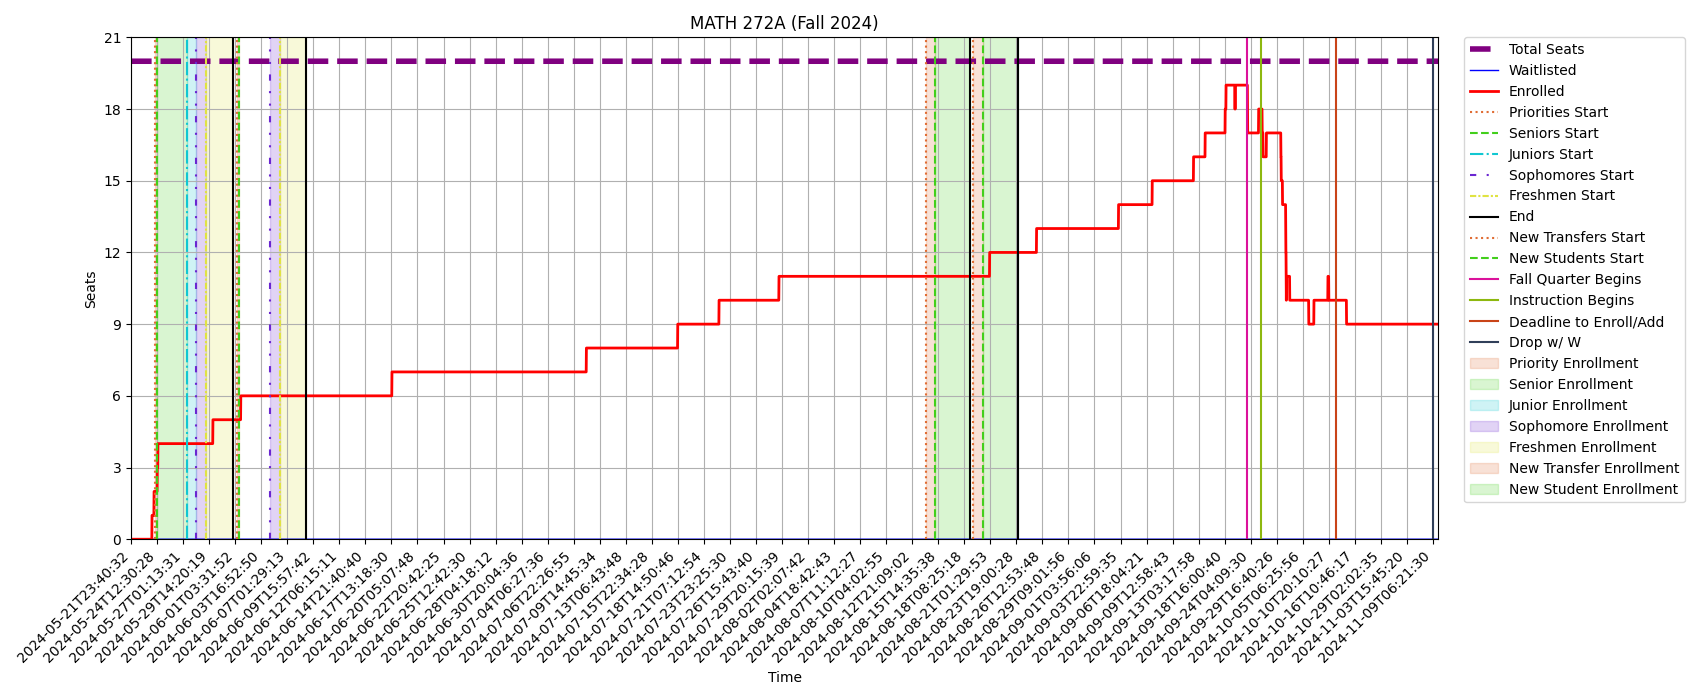 MATH 272A (Fall 2024)
Seats
21
18
15
12
9
6
3
0
2024-05-21T23:40:32
2024-05-24T12:30:28
2024-05-27T01:13:31
2024-05-29T14:20:19
2024-06-01T03:31:52
2024-06-03T16:52:50
2024-06-07T01:29:13
2024-06-09T15:57:42
2024-06-12T06:15:11
2024-06-14T21:40:40
2024-06-17T13:18:30
2024-06-20T05:07:48
2024-06-22T20:42:25
2024-06-25T12:42:30
2024-06-28T04:18:12
2024-06-30T20:04:36
2024-07-04T06:27:36
2024-07-06T22:26:55
2024-07-09T14:45:34
2024-07-13T06:43:48
2024-07-15T22:34:28
2024-07-18T14:50:46
2024-07-21T07:12:54
2024-07-23T23:25:30
2024-07-26T15:43:40
2024-07-29T20:15:39
2024-08-02T02:07:42
2024-08-04T18:42:43
2024-08-07T11:12:27
2024-08-10T04:02:55
2024-08-12T21:09:02
2024-08-15T14:35:38
2024-08-18T08:25:18
2024-08-21T01:29:53
2024-08-23T19:00:28
2024-08-26T12:53:48
2024-08-29T09:01:56
2024-09-01T03:56:06
2024-09-03T22:59:35
2024-09-06T18:04:21
2024-09-09T12:58:43
2024-09-13T03:17:58
2024-09-18T16:00:40
2024-09-24T04:09:30
2024-09-29T16:40:26
2024-10-05T06:25:56
2024-10-10T20:10:27
2024-10-16T10:46:17
2024-10-29T02:02:35
2024-11-03T15:45:20
2024-11-09T06:21:30
Time
Total Seats
Waitlisted
Enrolled
Priorities Start
Seniors Start
Juniors Start
Sophomores Start
Freshmen Start
End
New Transfers Start
New Students Start
Fall Quarter Begins
Instruction Begins
Deadline to Enroll/Add
Drop w/ W
Priority Enrollment
Senior Enrollment
Junior Enrollment
Sophomore Enrollment
Freshmen Enrollment
New Transfer Enrollment
New Student Enrollment